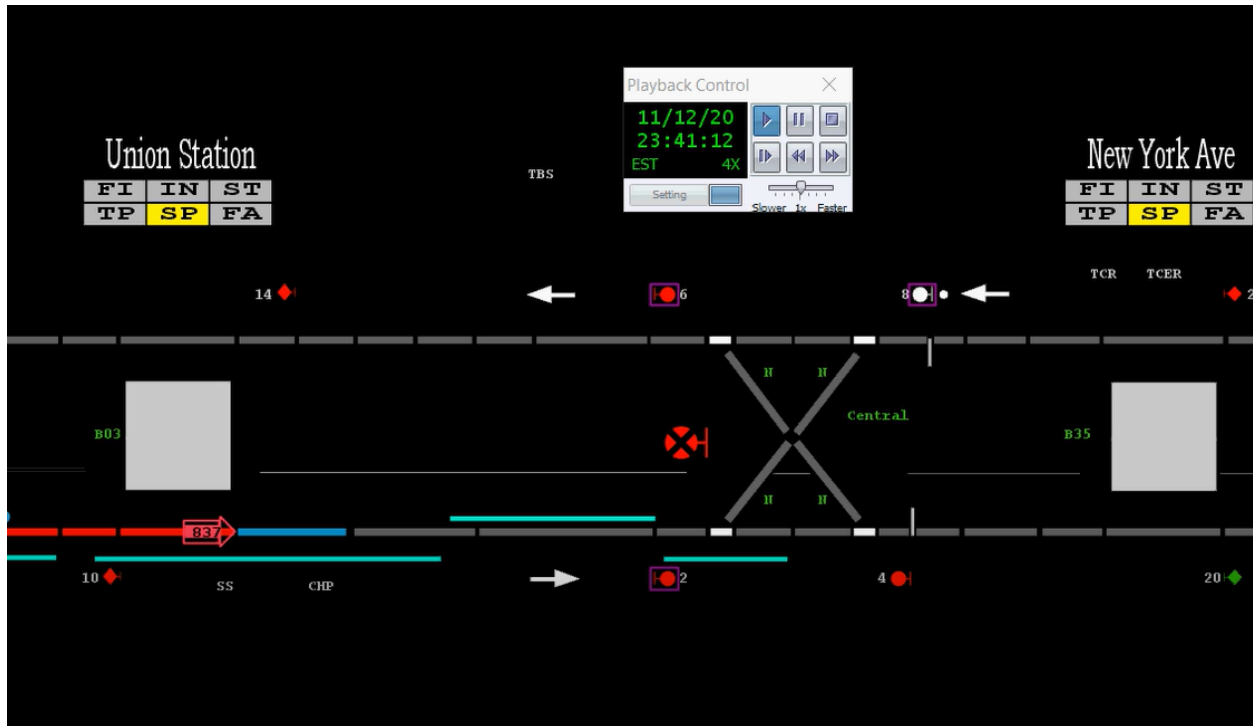 Playback Control
11/12/20
23:41:12
EST 4X
Setting
Slower 1x Faster
Union Station
FI IN ST
TP SP FA
TBS
New York Ave
FI IN ST
TP SP FA
TCR TCER
14
6
8
2
N N
Central
B03
B35
N N
837
10
SS
CHP
2
4
20